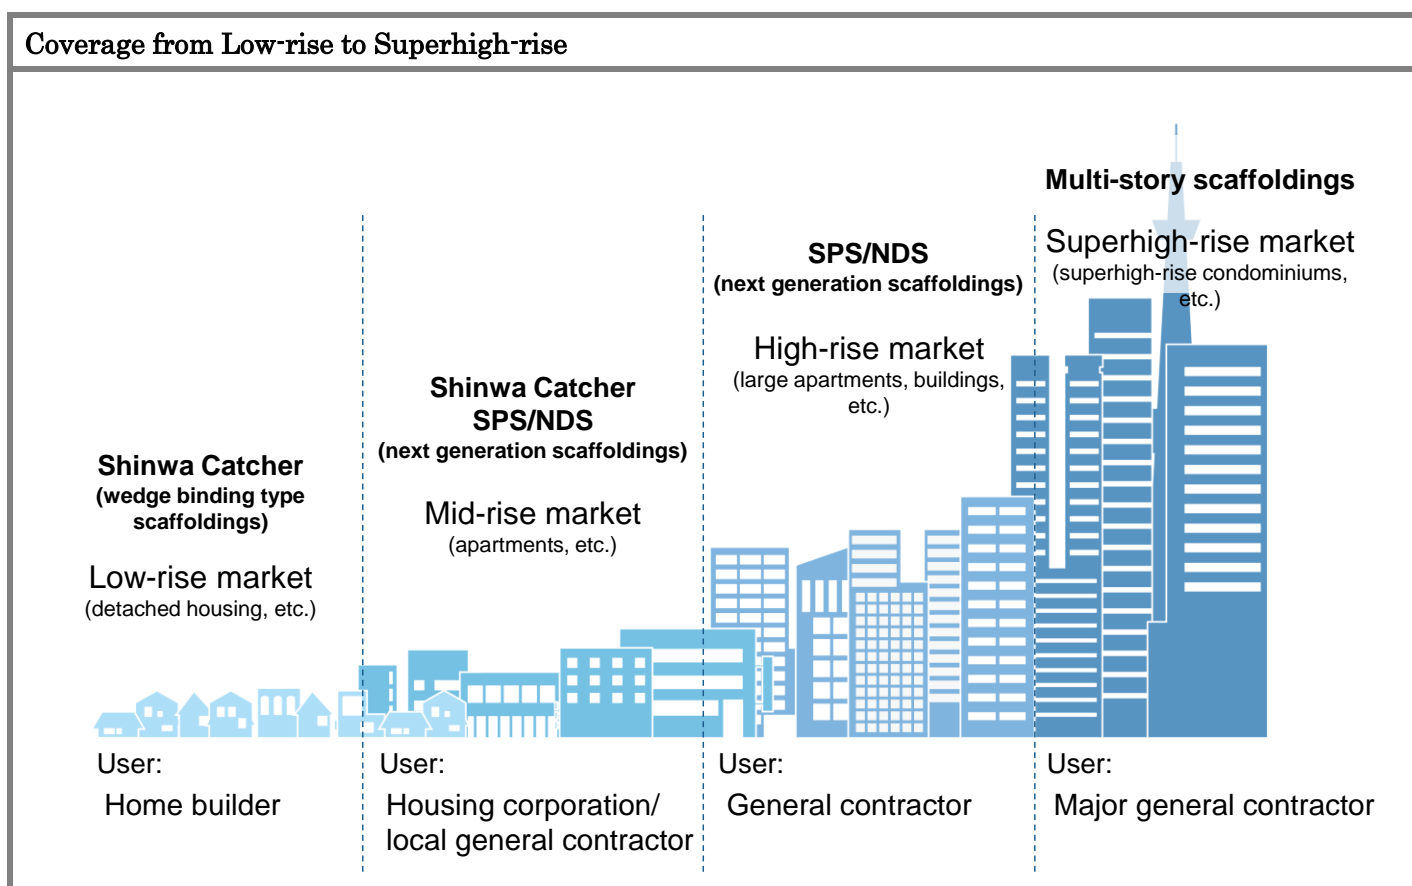 Coverage from Low-rise to Superhigh-rise
Shinwa Catcher
(wedge binding type
scaffoldings)
Low-rise market
(detached housing, etc.)
User:
Home builder
Shinwa Catcher
SPS/NDS
(next generation scaffoldings)
Mid-rise market
(apartments, etc.)
User:
Housing corporation/
local general contractor
SPS/NDS
(next generation scaffoldings)
High-rise market
(large apartments, buildings,
etc.)
User:
General contractor
Multi-story scaffoldings
Superhigh-rise market
(superhigh-rise condominiums,
etc.)
User:
Major general contractor